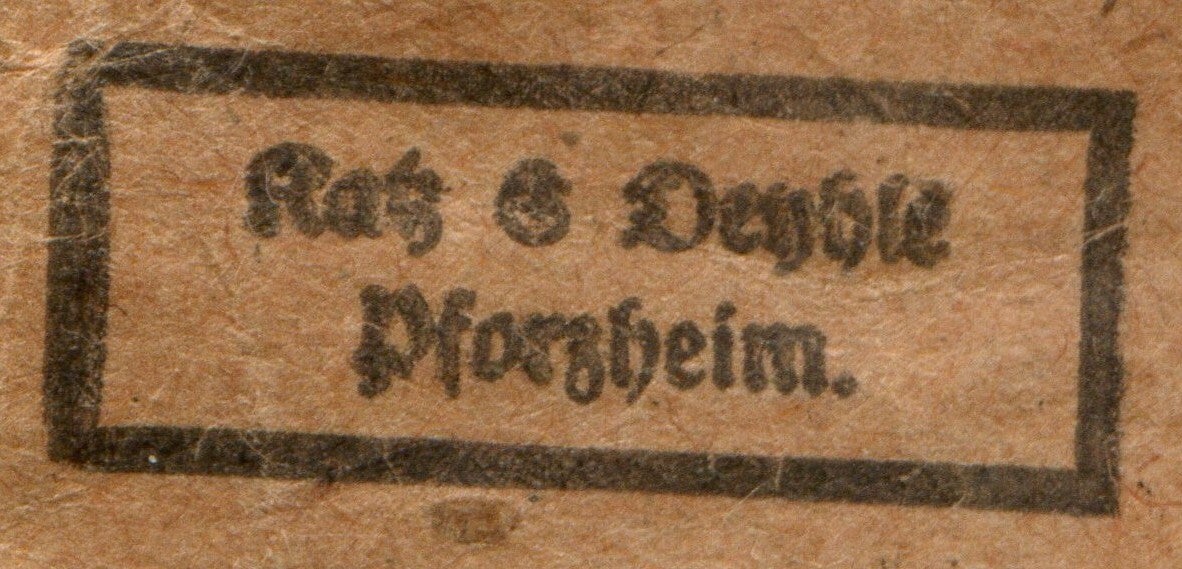 Katz & Deyhle
Pforzheim.